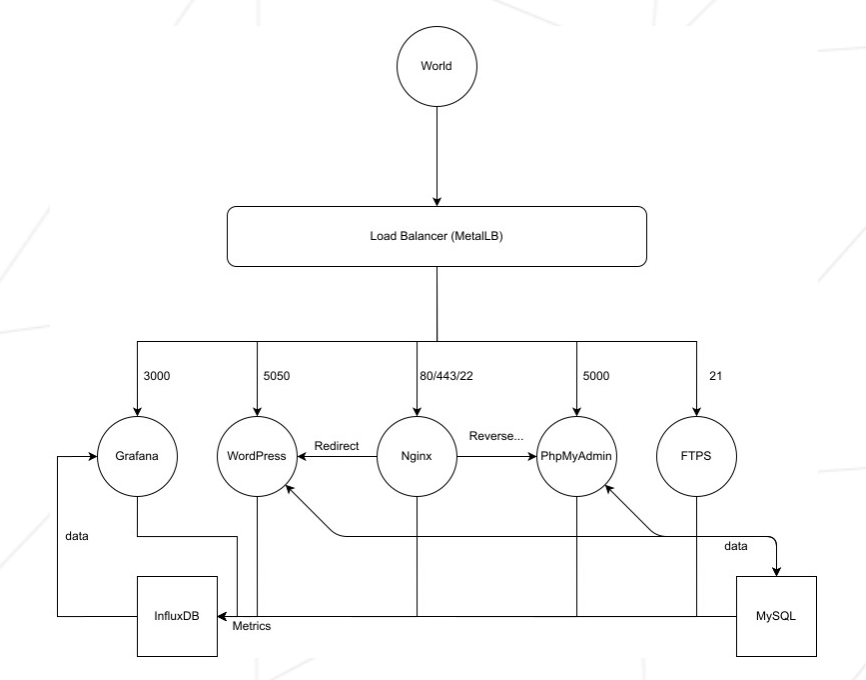 World
Load Balancer (MetalLB)
3000
5050
80/443/22
5000
21
Grafana
WordPress
Redirect
Nginx
Reverse...
PhpMyAdmin
FTPS
data
data
InfluxDB
Metrics
MySQL